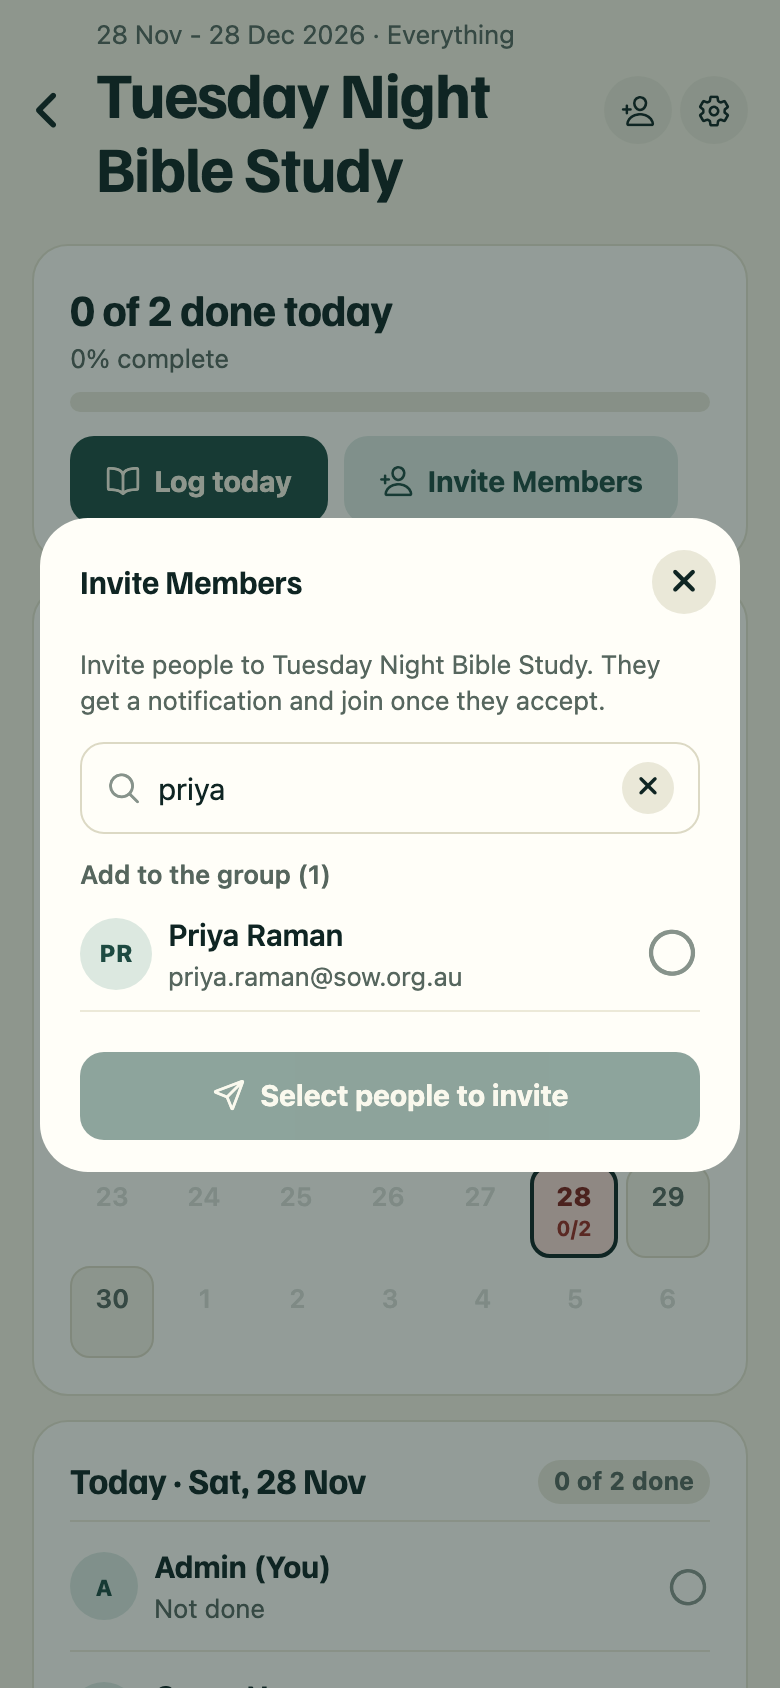 28 Nov - 28 Dec 2026 · Everything
Tuesday Night
Bible Study
0 of 2 done today
0% complete
Log today
Invite Members
Invite Members
Invite people to Tuesday Night Bible Study. They
get a notification and join once they accept.
priya
Add to the group (1)
PR
Priya Raman
priya.raman@sow.org.au
Select people to invite
23 24 25 26 27 28 29
0/2
30 1 2 3 4 5 6
Today · Sat, 28 Nov
0 of 2 done
A
Admin (You)
Not done